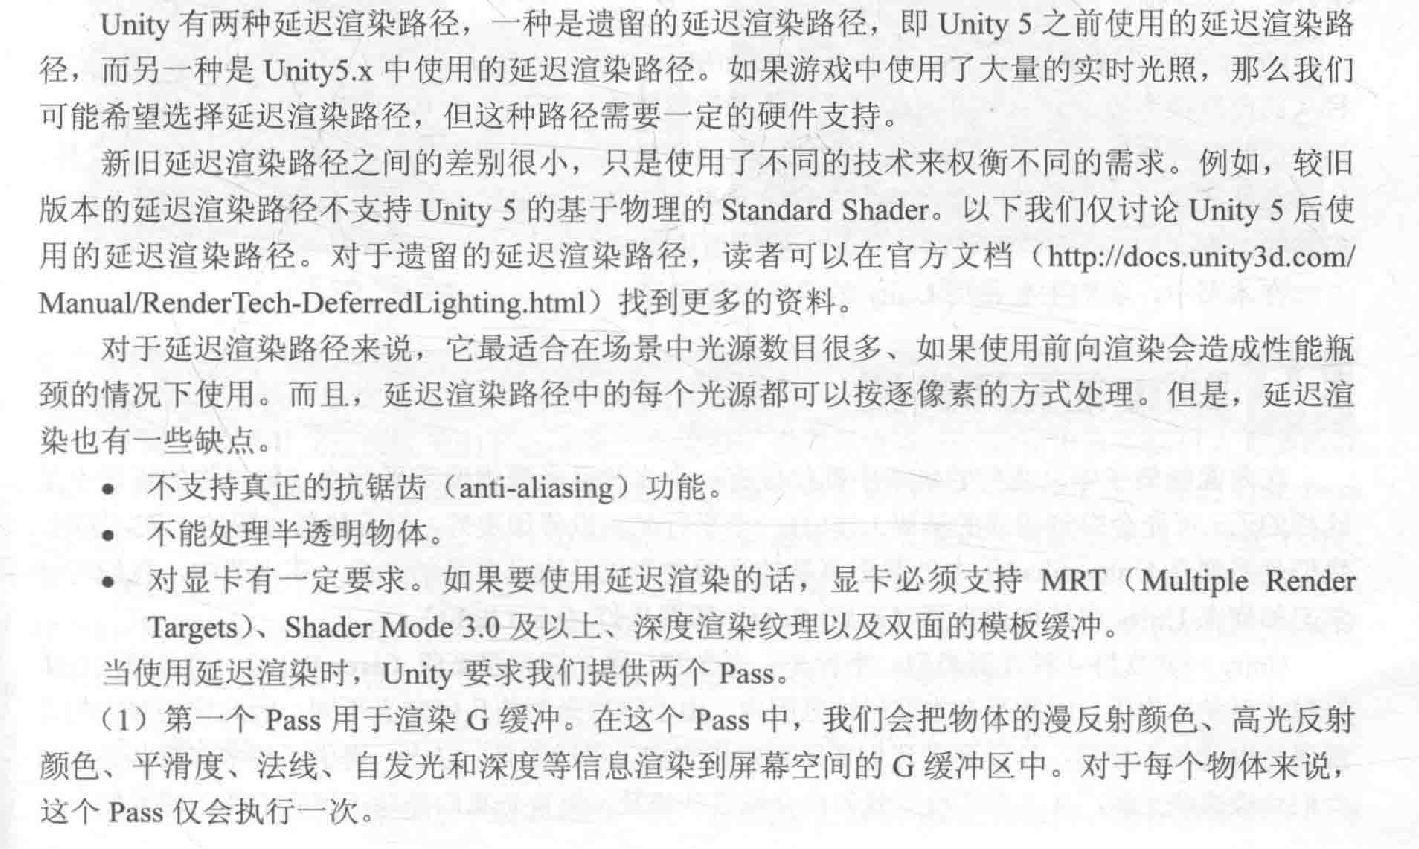 Unity 有两种延迟渲染路径，一种是遗留的延迟渲染路径，即 Unity 5 之前使用的延迟渲染路
径，而另一种是 Unity5.x 中使用的延迟渲染路径。如果游戏中使用了大量的实时光照，那么我们
可能希望选择延迟渲染路径，但这种路径需要一定的硬件支持。
新旧延迟渲染路径之间的差别很小，只是使用了不同的技术来权衡不同的需求。例如，较旧
版本的延迟渲染路径不支持 Unity 5 的基于物理的 Standard Shader。以下我们仅讨论 Unity 5 后使
用的延迟渲染路径。对于遗留的延迟渲染路径，读者可以在官方文档（http://docs.unity3d.com/
Manual/RenderTech-DeferredLighting.html）找到更多的资料。
对于延迟渲染路径来说，它最适合在场景中光源数目很多、如果使用前向渲染会造成性能瓶
颈的情况下使用。而且，延迟渲染路径中的每个光源都可以按逐像素的方式处理。但是，延迟渲
染也有一些缺点。
● 不支持真正的抗锯齿（anti-aliasing）功能。
● 不能处理半透明物体。
● 对显卡有一定要求。如果要使用延迟渲染的话，显卡必须支持 MRT（Multiple Render
Targets）、Shader Mode 3.0 及以上、深度渲染纹理以及双面的模板缓冲。
当使用延迟渲染时，Unity 要求我们提供两个 Pass。
（1）第一个 Pass 用于渲染 G 缓冲。在这个 Pass 中，我们会把物体的漫反射颜色、高光反射
颜色、平滑度、法线、自发光和深度等信息渲染到屏幕空间的 G 缓冲区中。对于每个物体来说，
这个 Pass 仅会执行一次。